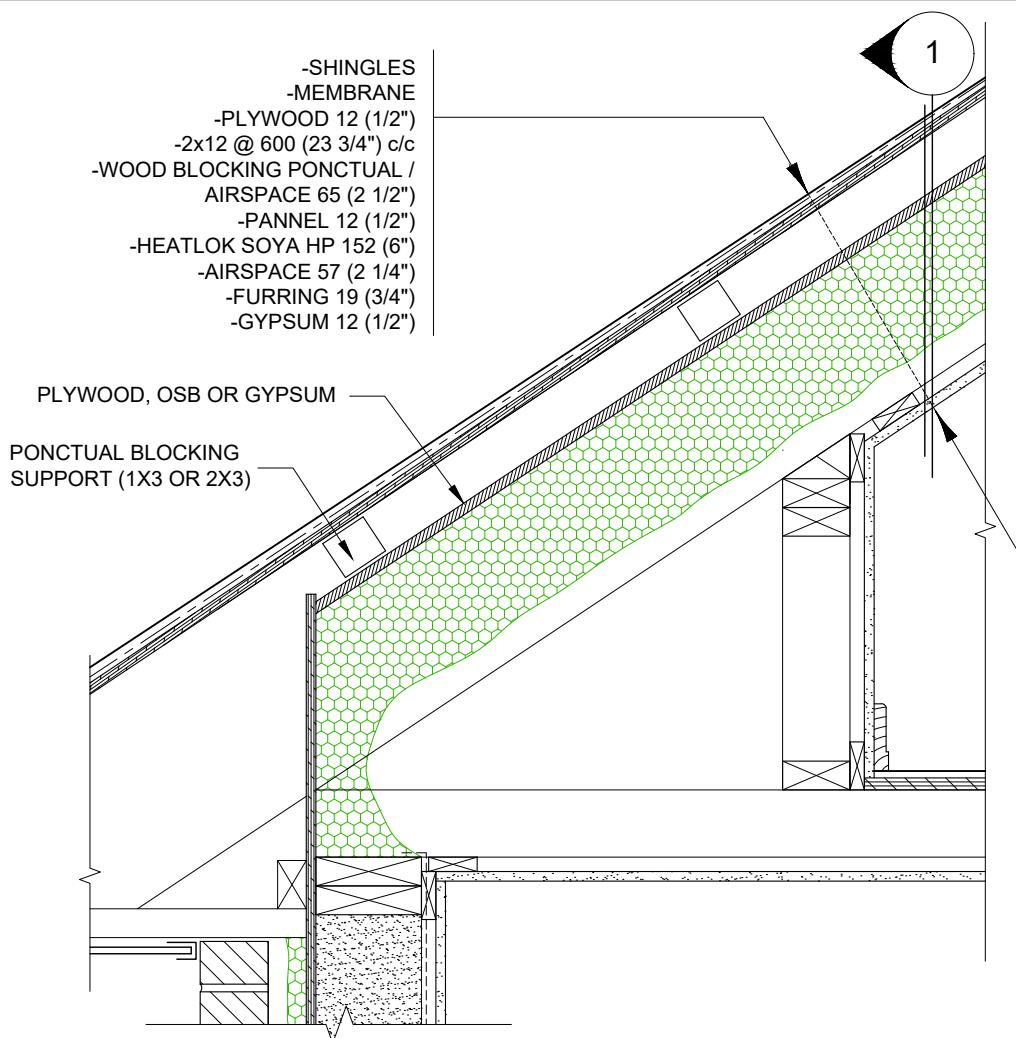 1
-SHINGLES
-MEMBRANE
-PLYWOOD 12 (1/2")
-2x12 @ 600 (23 3/4") c/c
-WOOD BLOCKING PONCTUAL /
AIRSPACE 65 (2 1/2")
-PANNEL 12 (1/2")
-HEATLOK SOYA HP 152 (6")
-AIRSPACE 57 (2 1/4")
-FURRING 19 (3/4")
-GYPSUM 12 (1/2")
PLYWOOD, OSB OR GYPSUM
PONCTUAL BLOCKING
SUPPORT (1X3 OR 2X3)